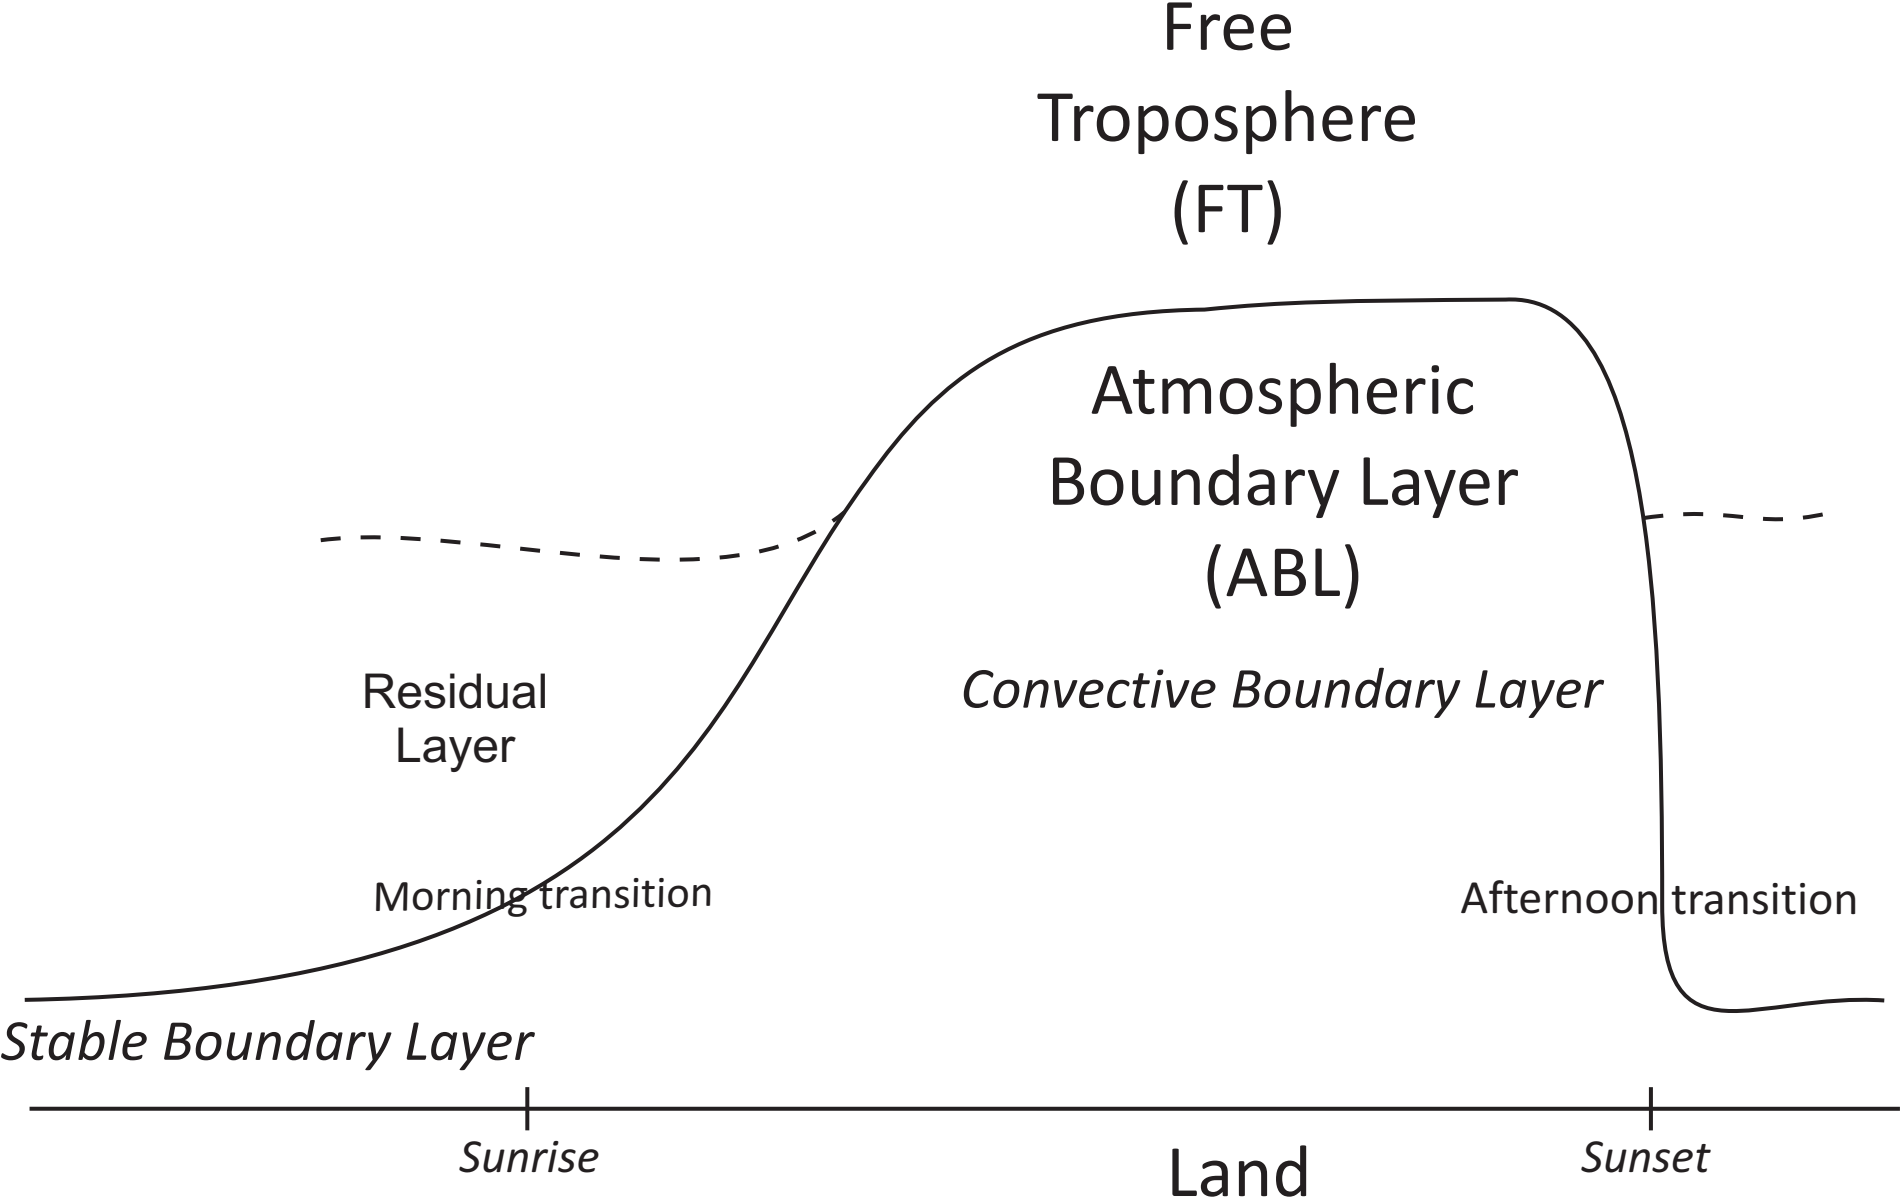 Free
Troposphere
(FT)
Atmospheric
Boundary Layer
(ABL)
Convective Boundary Layer
Residual
Layer
Morning transition
Afternoon transition
Stable Boundary Layer
Sunrise
Land
Sunset